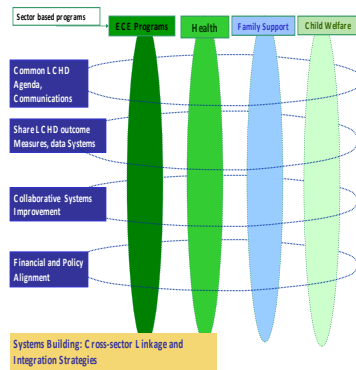 Sector based programs
ECE Programs
Health
Family Support
Child Welfare
Common LCHD
Agenda,
Communications
Share LCHD outcome
Measures, data Systems
Collaborative Systems
Improvement
Financial and Policy
Alignment
Systems Building: Cross-sector Linkage and
Integration Strategies